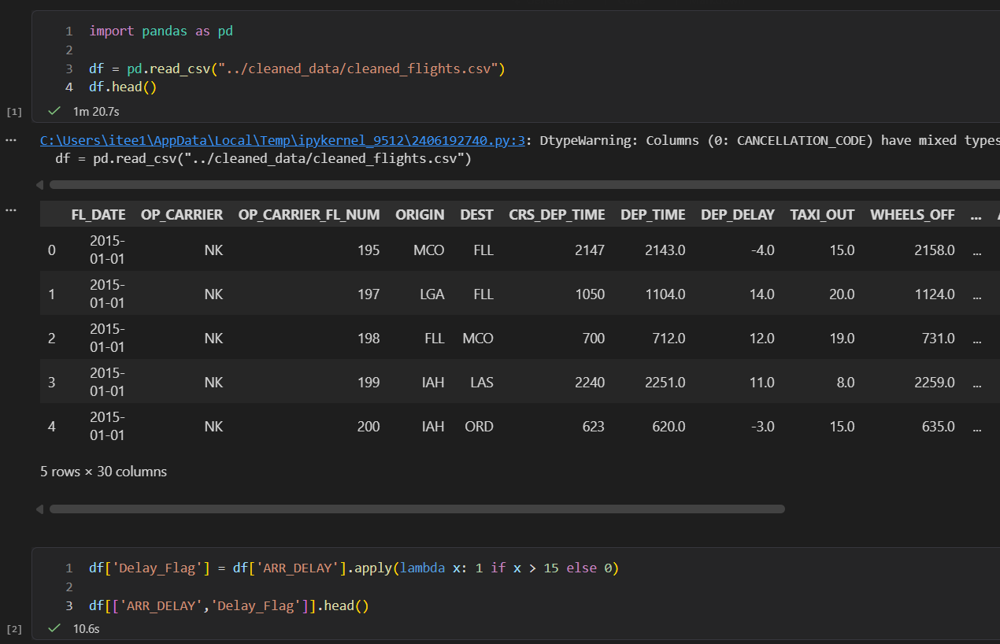 1 import pandas as pd
2
3 df = pd.read_csv("../cleaned_data/cleaned_flights.csv")
4 df.head()
[1] ✓ 1m 20.7s
... C:\Users\itee1\AppData\Local\Temp\ipykernel_9512\2406192740.py:3: DtypeWarning: Columns (0: CANCELLATION_CODE) have mixed types
df = pd.read_csv("../cleaned_data/cleaned_flights.csv")
...
FL_DATE OP_CARRIER OP_CARRIER_FL_NUM ORIGIN DEST CRS_DEP_TIME DEP_TIME DEP_DELAY TAXI_OUT WHEELS_OFF ...
0 2015-01-01 NK 195 MCO FLL 2147 2143.0 -4.0 15.0 2158.0 ...
1 2015-01-01 NK 197 LGA FLL 1050 1104.0 14.0 20.0 1124.0 ...
2 2015-01-01 NK 198 FLL MCO 700 712.0 12.0 19.0 731.0 ...
3 2015-01-01 NK 199 IAH LAS 2240 2251.0 11.0 8.0 2259.0 ...
4 2015-01-01 NK 200 IAH ORD 623 620.0 -3.0 15.0 635.0 ...
5 rows × 30 columns
1 df['Delay_Flag'] = df['ARR_DELAY'].apply(lambda x: 1 if x > 15 else 0)
2
3 df[['ARR_DELAY','Delay_Flag']].head()
[2] ✓ 10.6s